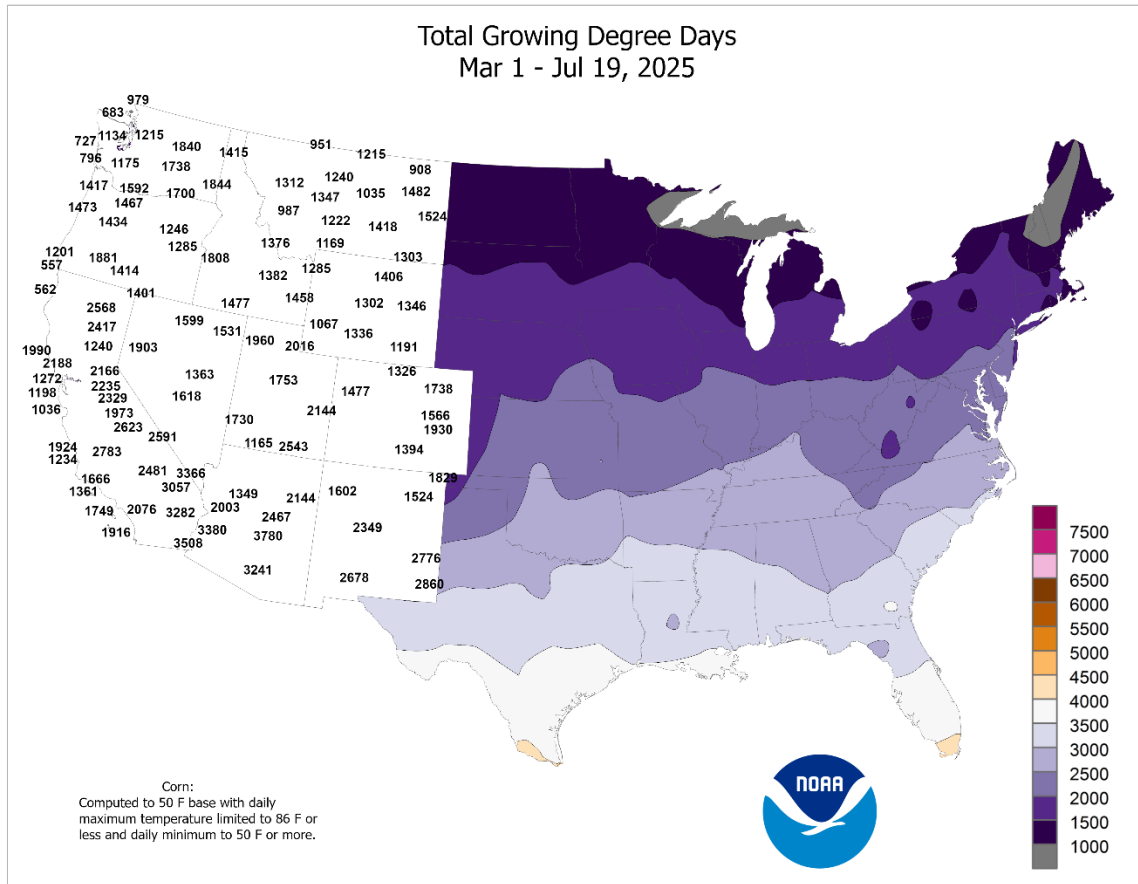 Total Growing Degree Days
Mar 1 - Jul 19, 2025
979
683
727 1134 1215
1840 1415
951
1215
796 1175 1738
908
1312 1240
1417 1592 1700 1844
1347 1035 1482
1473 1467
987
1434
1222 1418 1524
1246
1376 1169
1201 1285
557 1881 1808
1303
1414
1382 1285 1406
562 1401
1458
2568 1477
1302 1346
2417 1599 1531
1067 1336
1990 1240 1903 1960 2016
1191
2188
1272 2166 1363 1753
1326
1198 2235
1477 1738
1036 2329 1618
1973 2144
1566
2623 1730
1930
1924 2591
1234 2783 1165 2543
1394
2481 3366
1666 3057
1829
1361 1349 2144 1602
1524
1749 2076 3282 2003
2467
1916 3380
2349
3508 3780
2776
3241 2678 2860
7500
7000
6500
6000
5500
5000
4500
4000
3500
3000
2500
2000
1500
1000
NOAA
Corn:
Computed to 50 F base with daily
maximum temperature limited to 86 F or
less and daily minimum to 50 F or more.